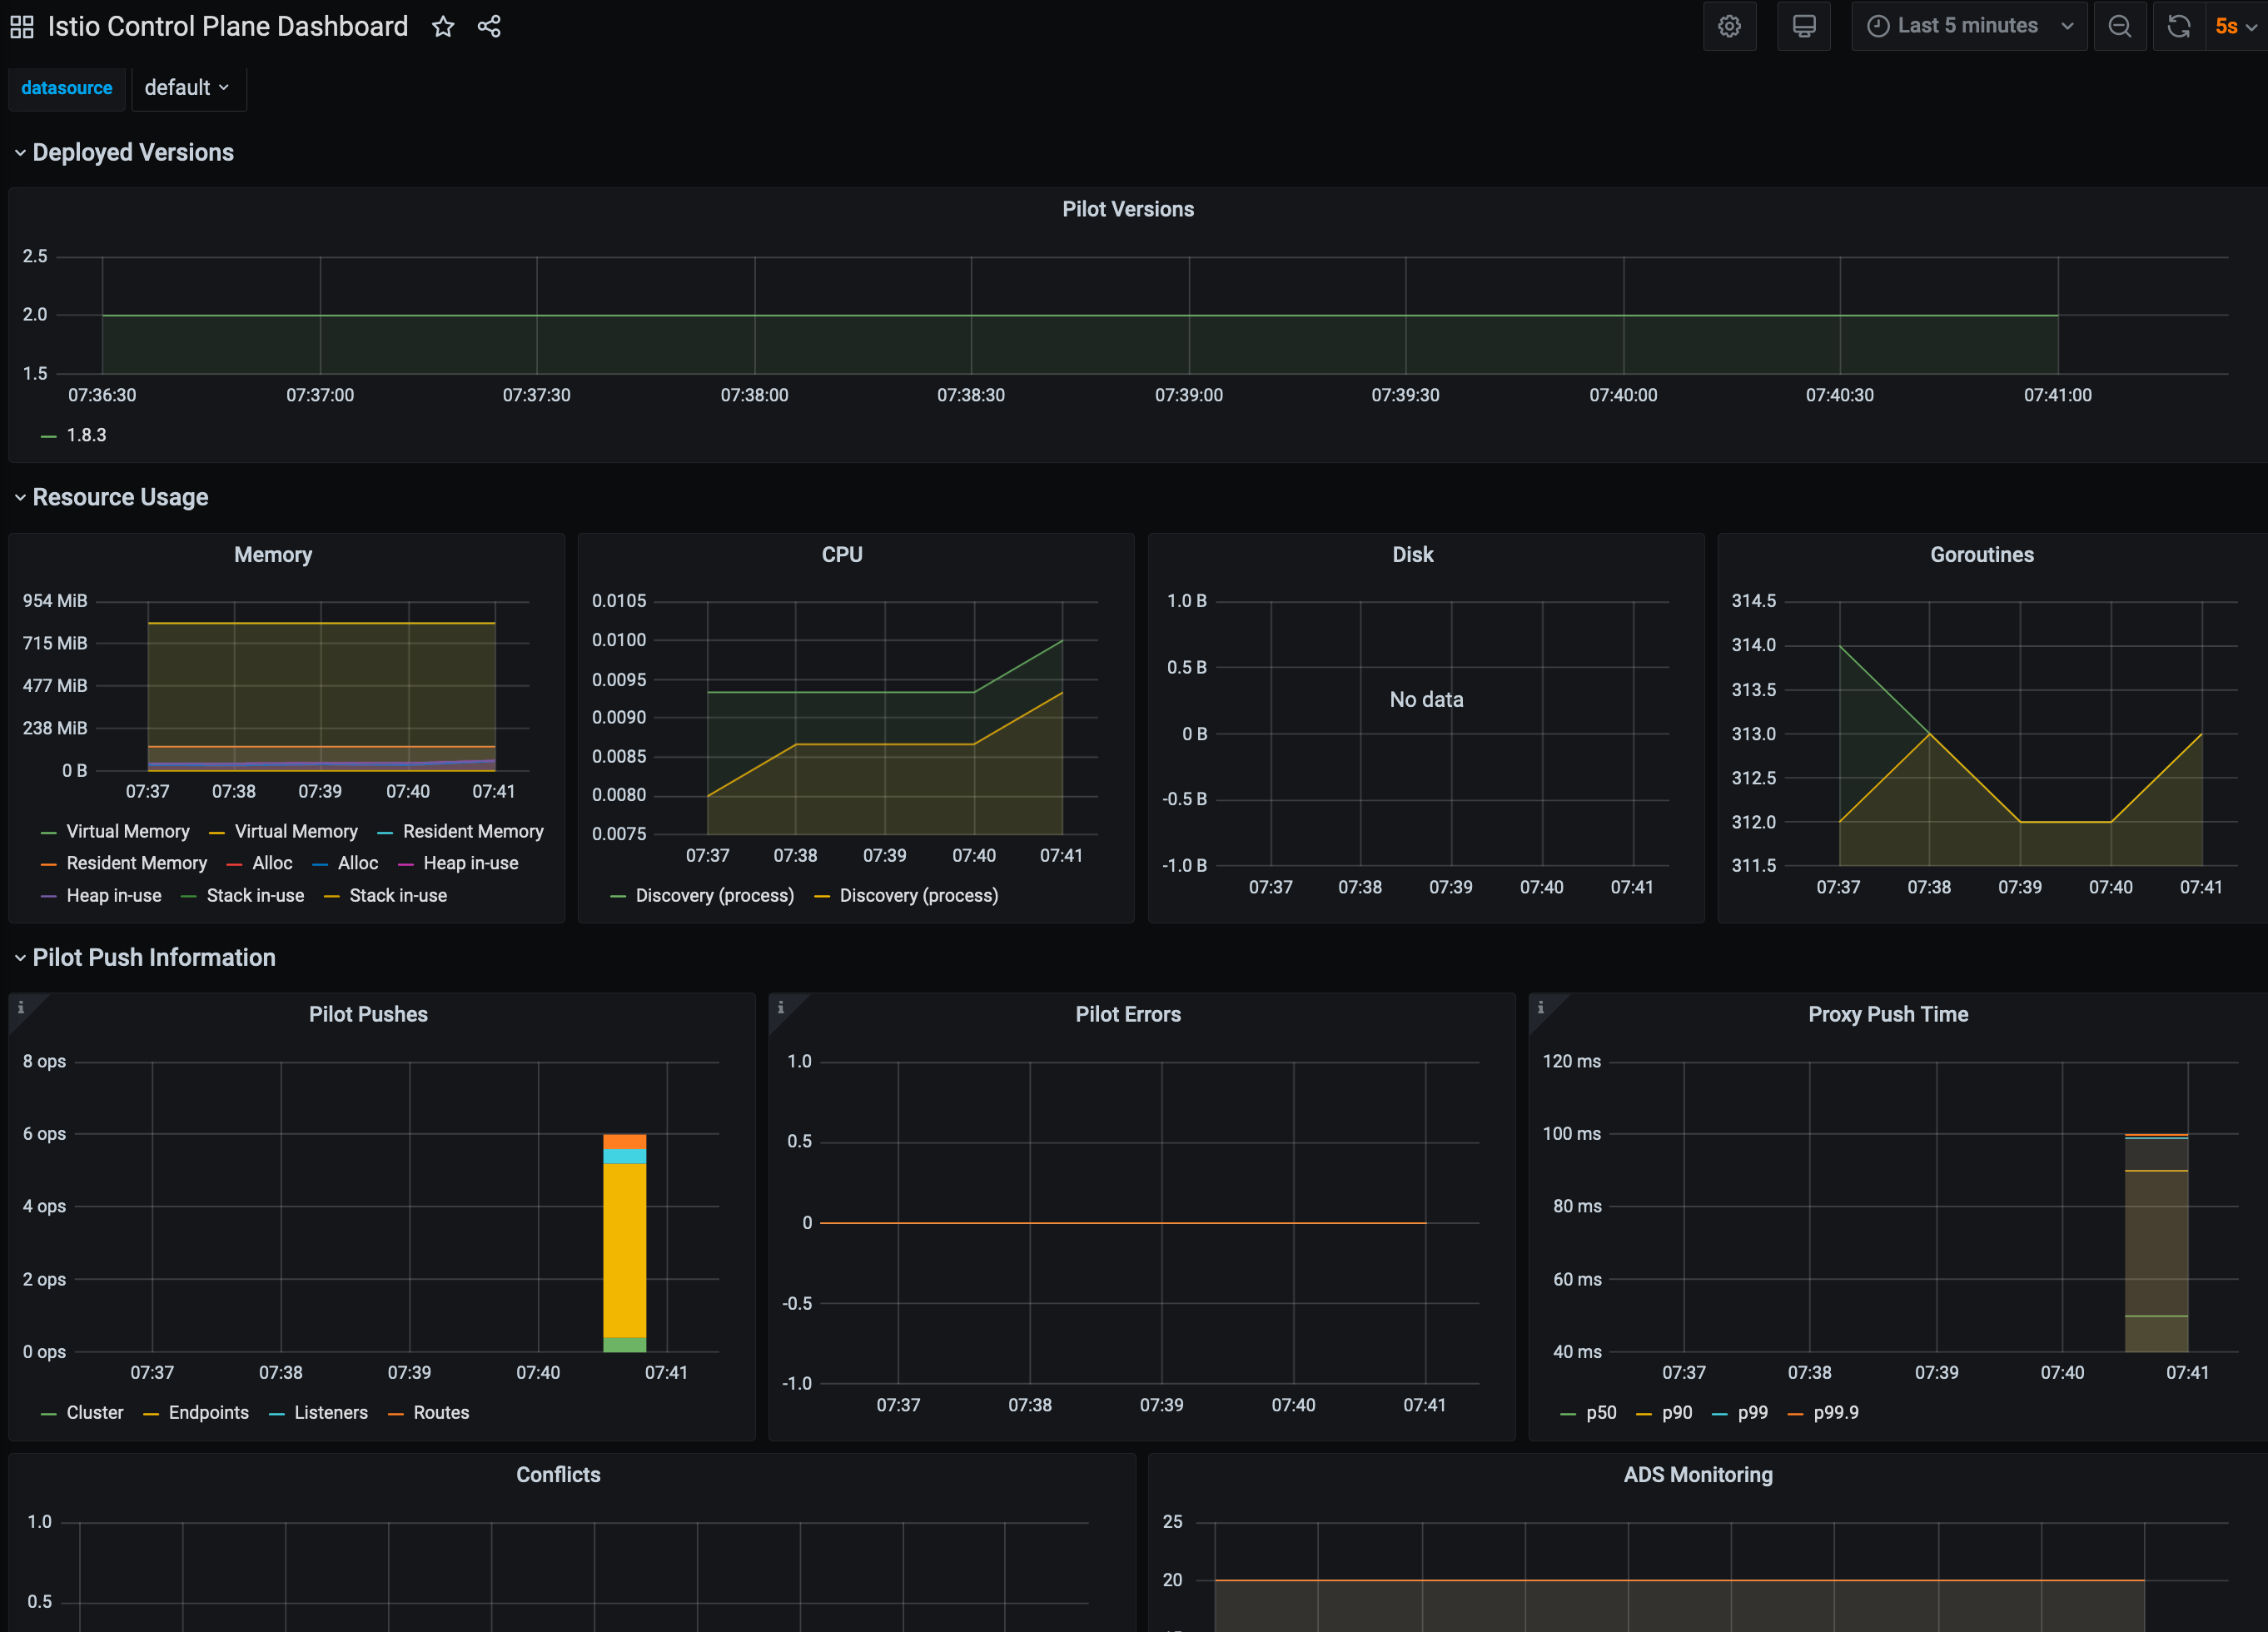 Istio Control Plane Dashboard
Last 5 minutes
5s
datasource
default
Deployed Versions
Pilot Versions
2.5
2.0
1.5
07:36:30 07:37:00 07:37:30 07:38:00 07:38:30 07:39:00 07:39:30 07:40:00 07:40:30 07:41:00
1.8.3
Resource Usage
Memory
954 MiB
715 MiB
477 MiB
238 MiB
0 B
07:37 07:38 07:39 07:40 07:41
Virtual Memory Virtual Memory Resident Memory
Resident Memory Alloc Alloc Heap in-use
Heap in-use Stack in-use Stack in-use
CPU
0.0105
0.0100
0.0095
0.0090
0.0085
0.0080
0.0075
07:37 07:38 07:39 07:40 07:41
Discovery (process) Discovery (process)
Disk
1.0 B
0.5 B
0 B
-0.5 B
-1.0 B
No data
07:37 07:38 07:39 07:40 07:41
Goroutines
314.5
314.0
313.5
313.0
312.5
312.0
311.5
07:37 07:38 07:39 07:40 07:41
Pilot Push Information
i
Pilot Pushes
8 ops
6 ops
4 ops
2 ops
0 ops
07:37 07:38 07:39 07:40 07:41
Cluster Endpoints Listeners Routes
i
Pilot Errors
1.0
0.5
0
-0.5
-1.0
07:37 07:38 07:39 07:40 07:41
i
Proxy Push Time
120 ms
100 ms
80 ms
60 ms
40 ms
07:37 07:38 07:39 07:40 07:41
p50 p90 p99 p99.9
Conflicts
1.0
0.5
ADS Monitoring
25
20